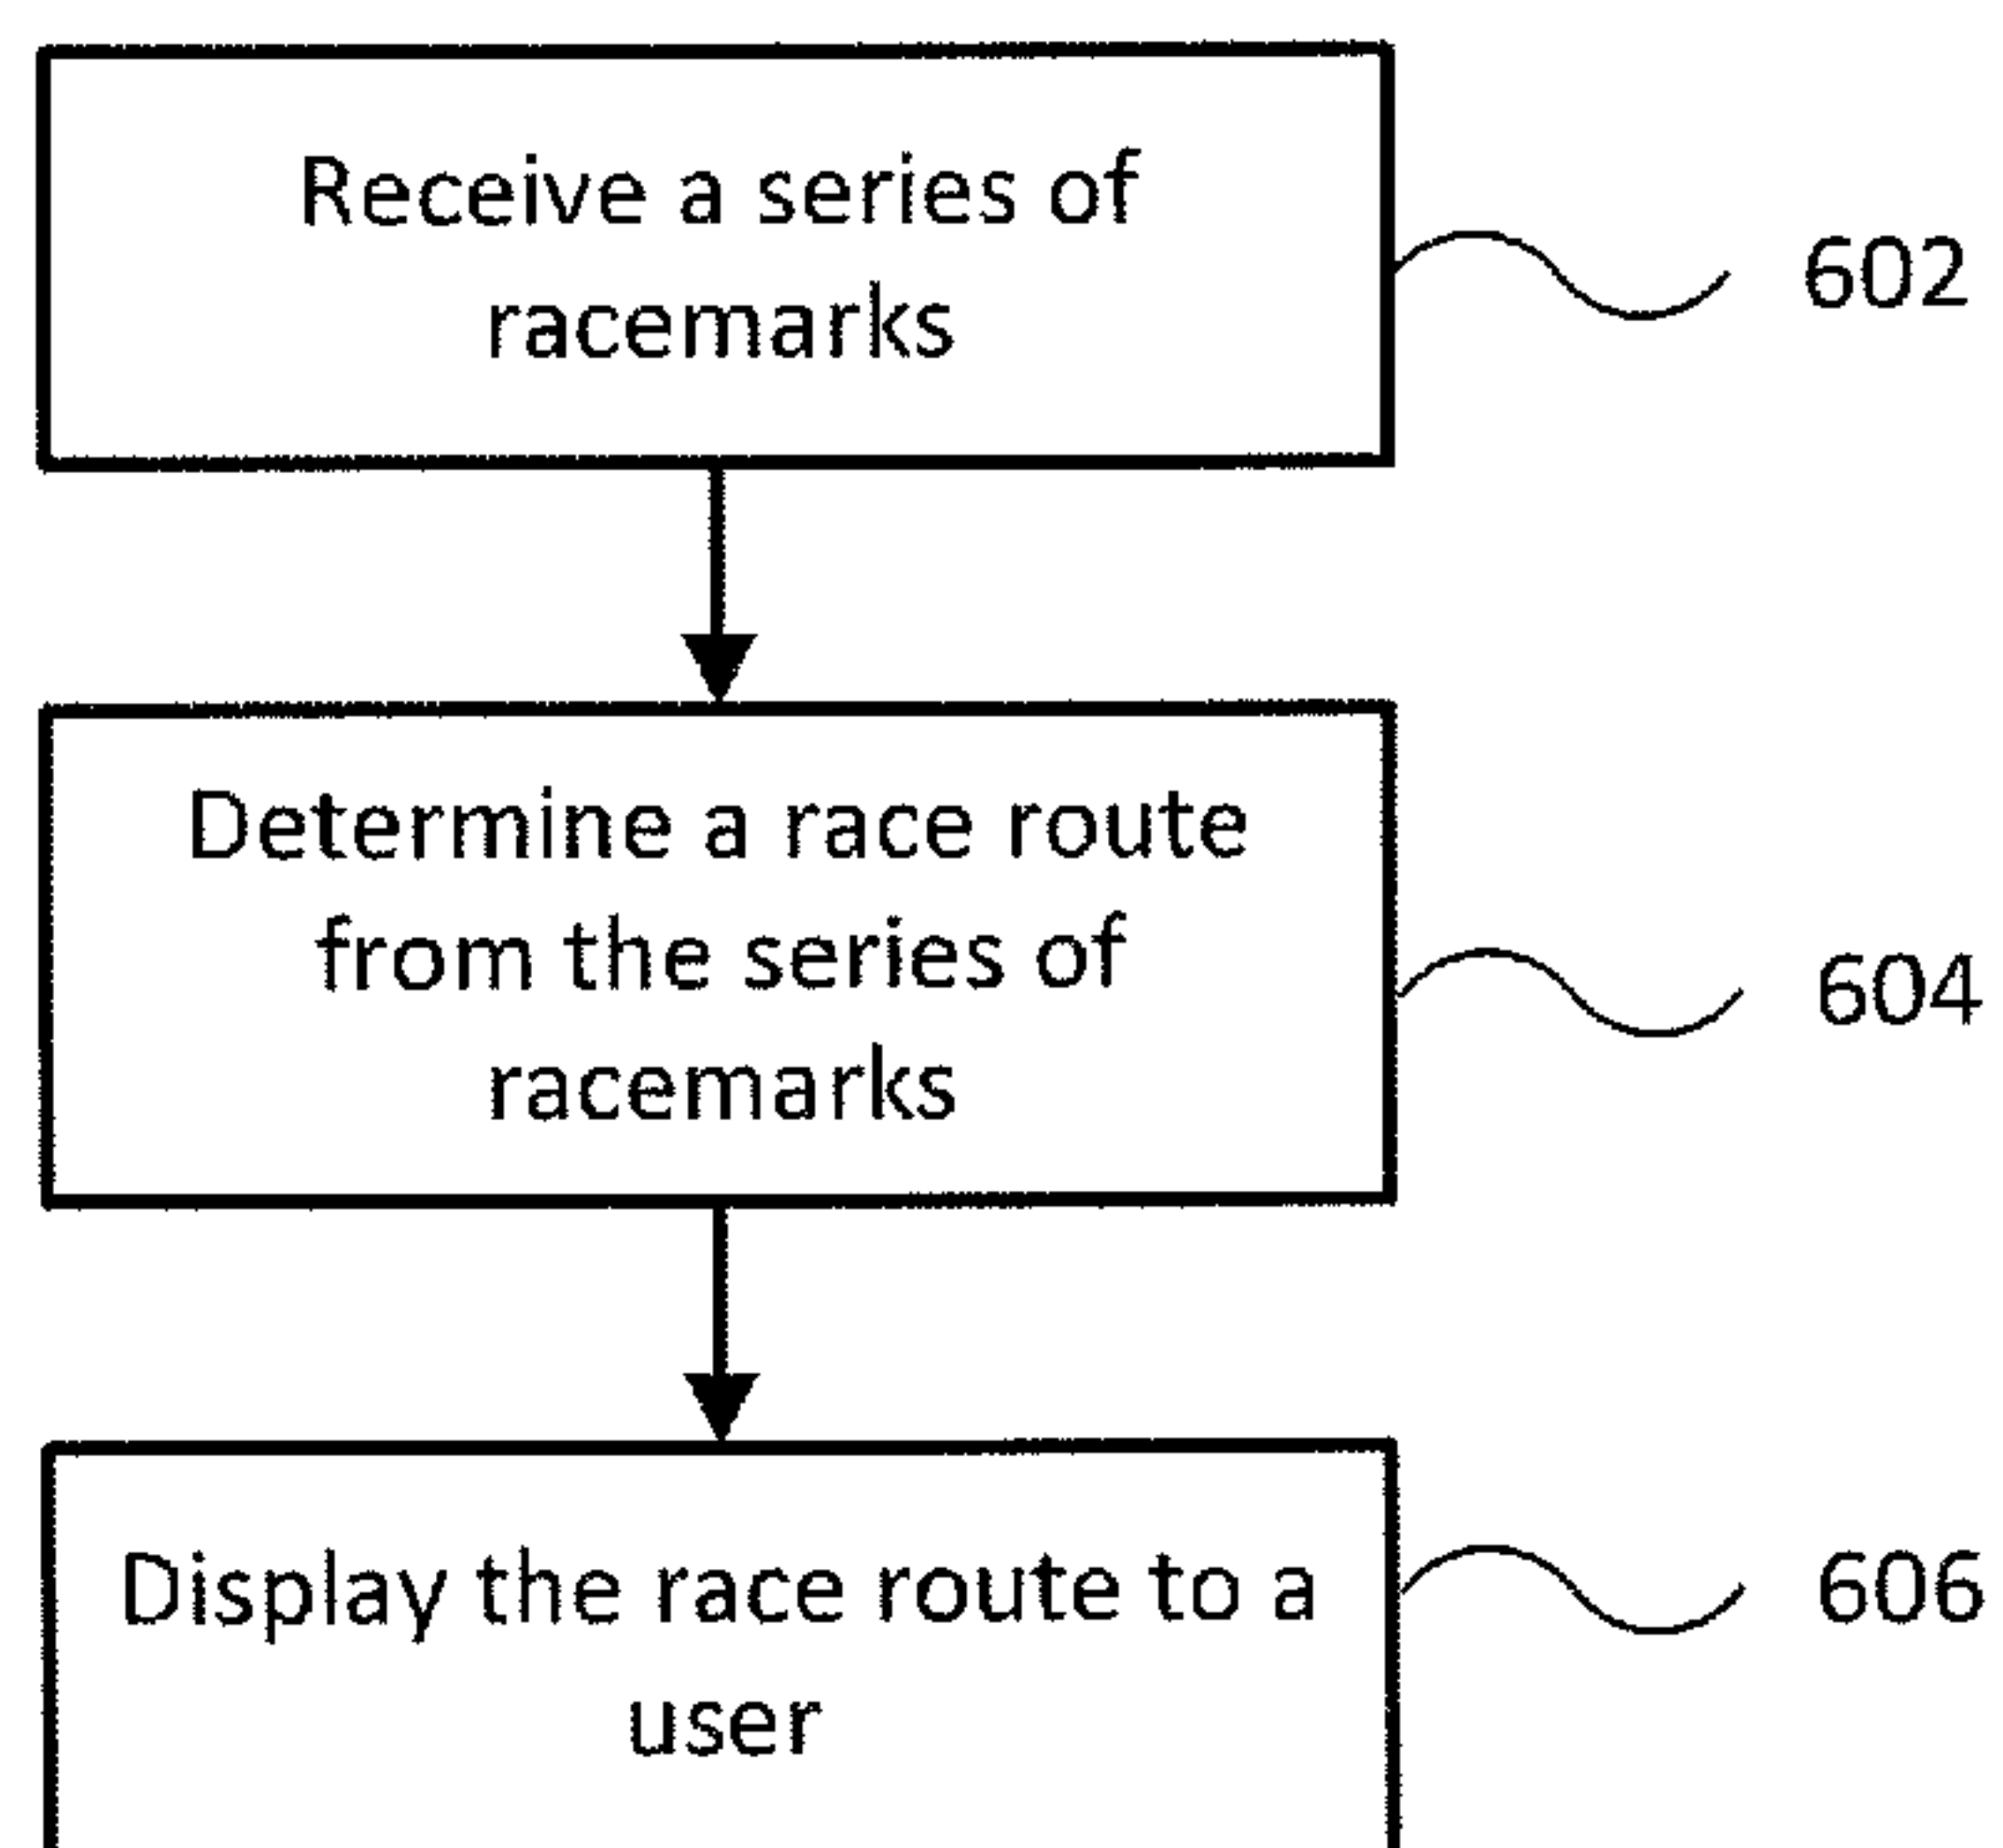 Receive a series of
racemarks
602
Determine a race route
from the series of
racemarks
604
Display the race route to a
user
606